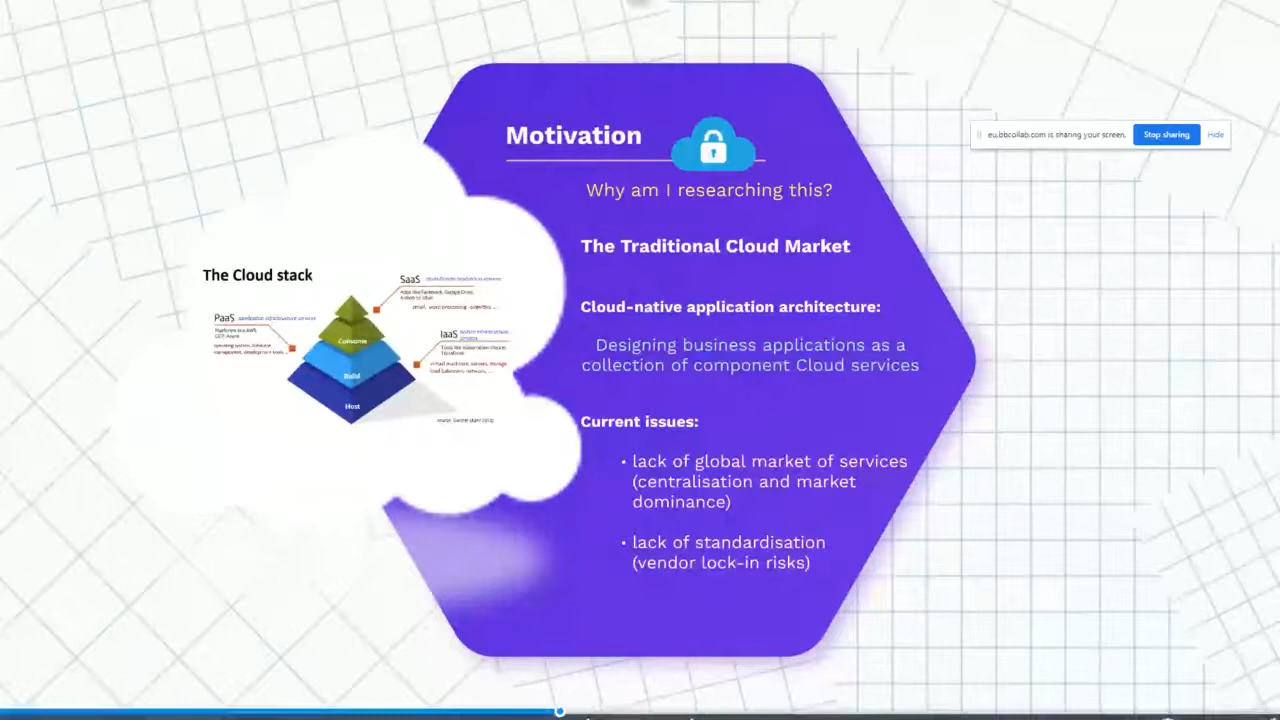 Motivation
eu.bbcollab.com is sharing your screen.
Stop sharing
Hide
Why am I researching this?
The Traditional Cloud Market
The Cloud stack
SaaS
PaaS
IaaS
Consume
Build
Host
Cloud-native application architecture:
Designing business applications as a
collection of component Cloud services
Current issues:
• lack of global market of services
(centralisation and market
dominance)
• lack of standardisation
(vendor lock-in risks)